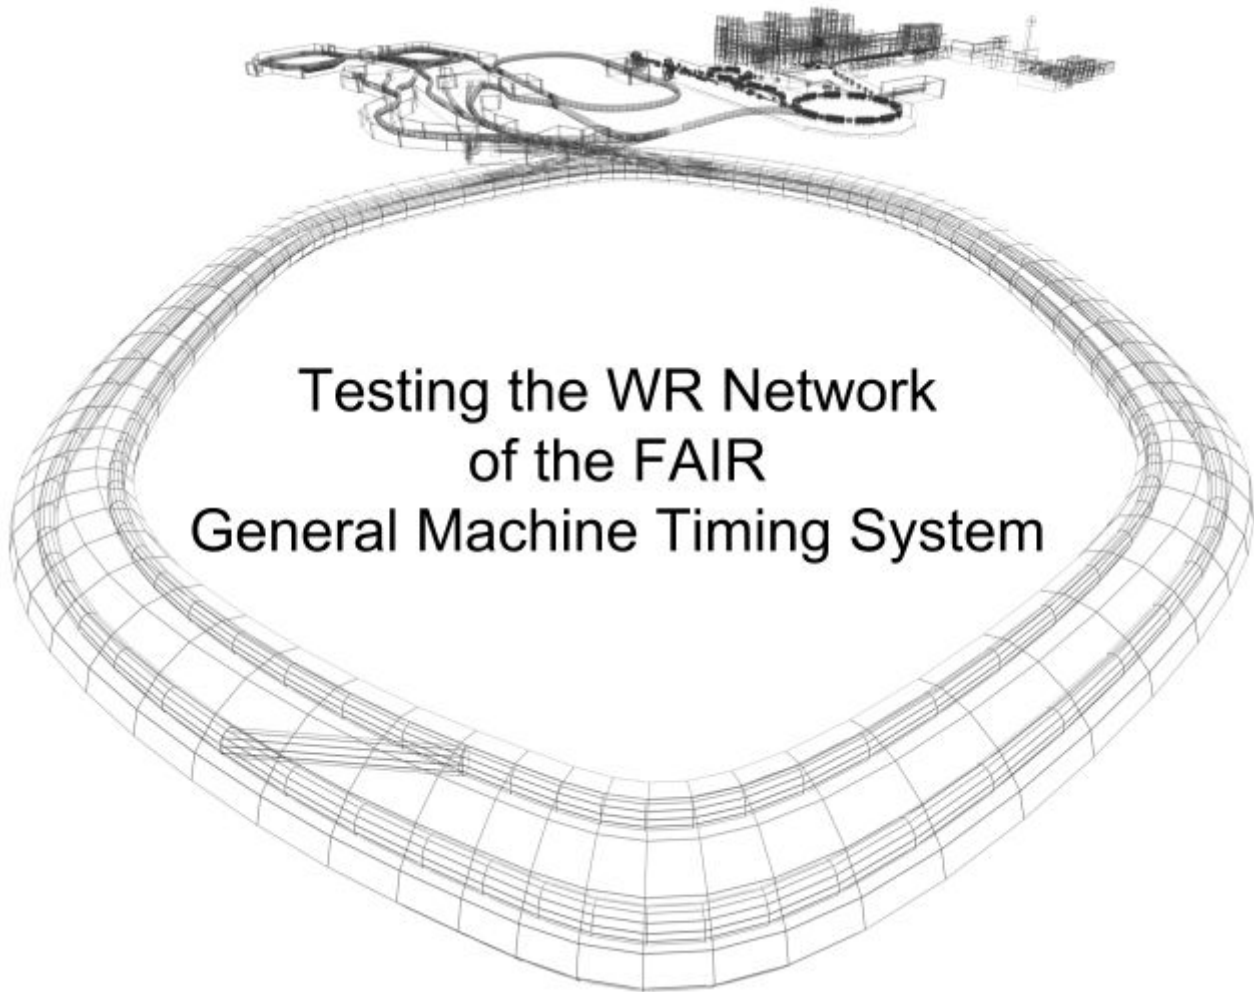 Testing the WR Network
of the FAIR
General Machine Timing System